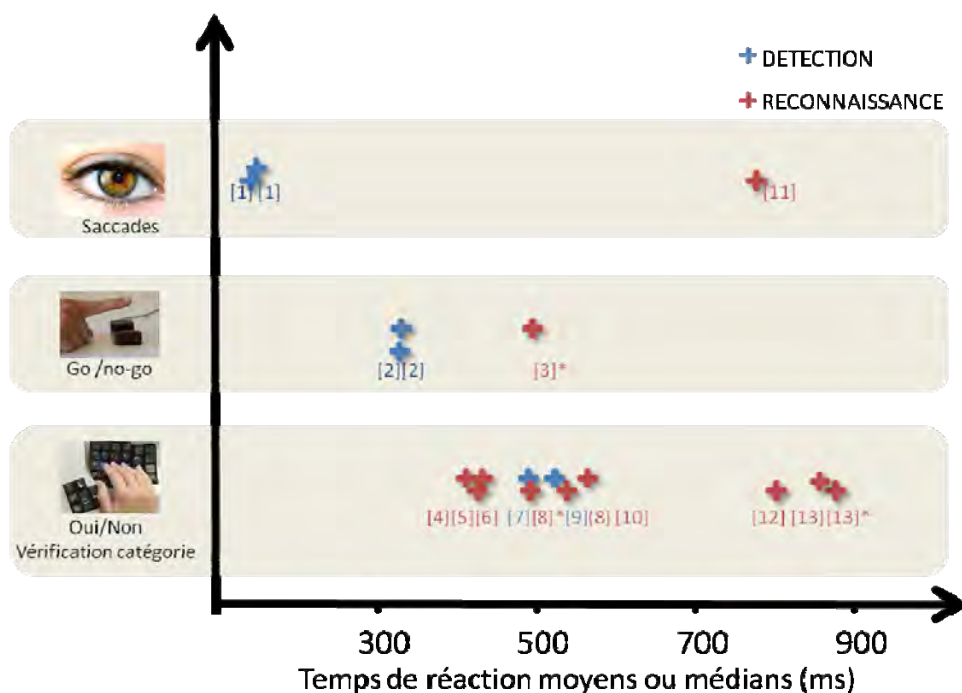 DETECTION
RECONNAISSANCE
Saccades
[1] [1]
[11]
Go /no-go
[2][2]
[3]*
Oui/Non
Vérification catégorie
[4][5][6] [7][8]*[9](8) [10]
[12] [13][13]*
300 500 700 900
Temps de réaction moyens ou médians (ms)